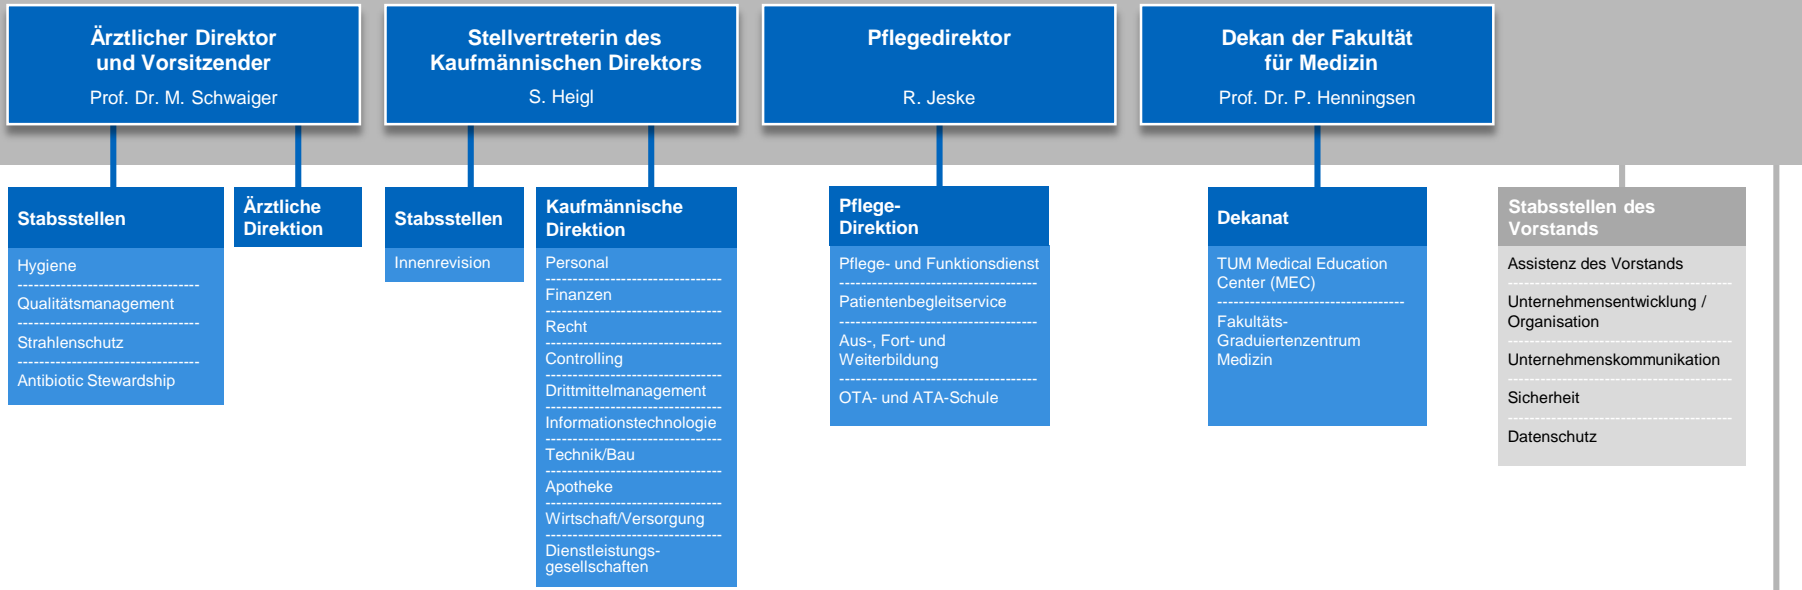 Ärztlicher Direktor
und Vorsitzender
Prof. Dr. M. Schwaiger
Stellvertreterin des
Kaufmännischen Direktors
S. Heigl
Pflegedirektor
R. Jeske
Dekan der Fakultät
für Medizin
Prof. Dr. P. Henningsen
Stabsstellen
Hygiene
Qualitätsmanagement
Strahlenschutz
Antibiotic Stewardship
Ärztliche
Direktion
Stabsstellen
Innenrevision
Kaufmännische
Direktion
Personal
Finanzen
Recht
Controlling
Drittmittelmanagement
Informationstechnologie
Technik/Bau
Apotheke
Wirtschaft/Versorgung
Dienstleistungs-
gesellschaften
Pflege-
Direktion
Pflege- und Funktionsdienst
Patientenbegleitservice
Aus-, Fort- und
Weiterbildung
OTA- und ATA-Schule
Dekanat
TUM Medical Education
Center (MEC)
Fakultäts-
Graduiertenzentrum
Medizin
Stabsstellen des
Vorstands
Assistenz des Vorstands
Unternehmensentwicklung /
Organisation
Unternehmenskommunikation
Sicherheit
Datenschutz